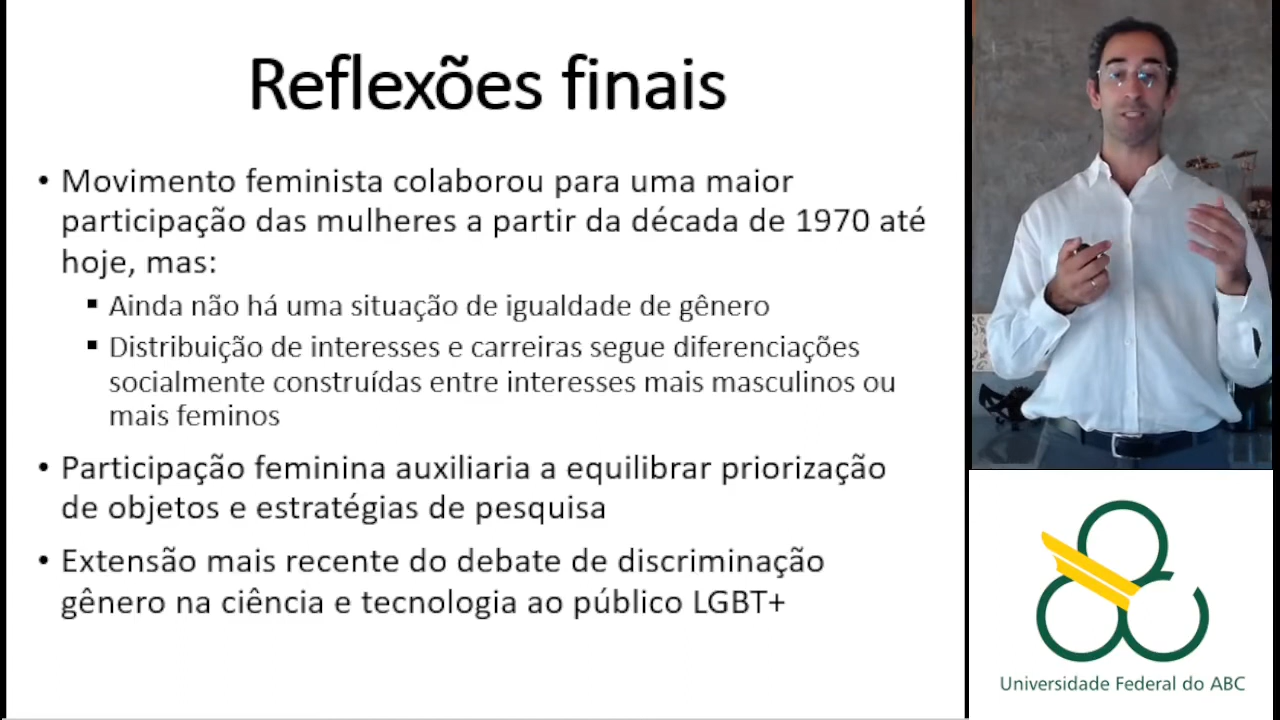 Reflexões finais
• Movimento feminista colaborou para uma maior
participação das mulheres a partir da década de 1970 até
hoje, mas:
▪ Ainda não há uma situação de igualdade de gênero
▪ Distribuição de interesses e carreiras segue diferenciações
socialmente construídas entre interesses mais masculinos ou
mais feminos
• Participação feminina auxiliaria a equilibrar priorização
de objetos e estratégias de pesquisa
• Extensão mais recente do debate de discriminação
gênero na ciência e tecnologia ao público LGBT+
Universidade Federal do ABC